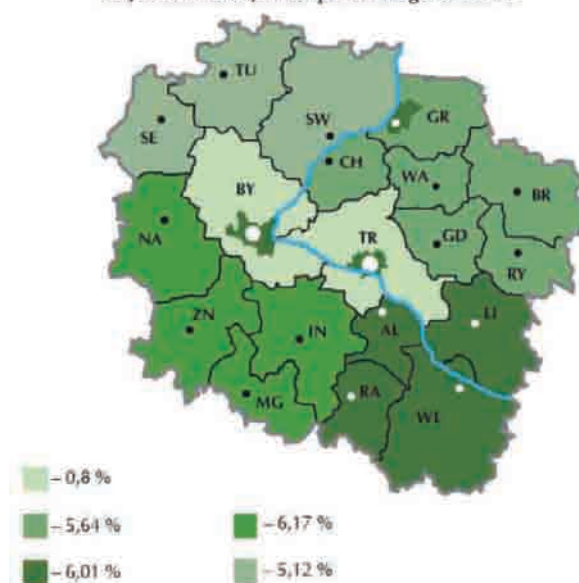 TU
SE
SW
GR
CH
WA
BR
BY
NA
TR
GD
RY
ZN
IN
AL
LI
MG
RA
WŁ
– 0,8 %
– 5,64 %
– 6,17 %
– 6,01 %
– 5,12 %